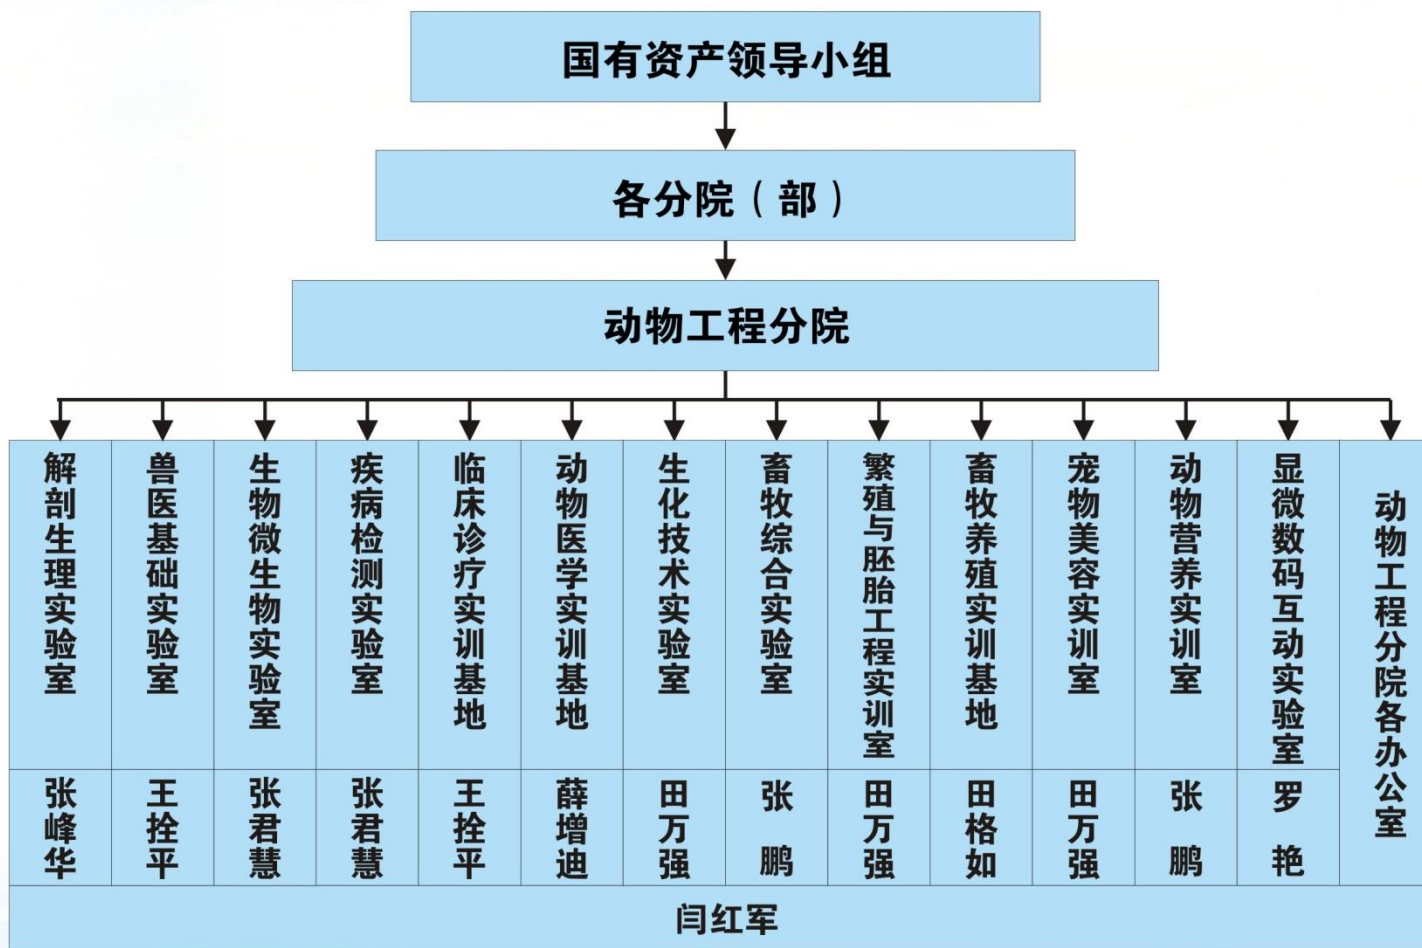 国有资产领导小组
各分院（部）
动物工程分院
解剖生理实验室
兽医基础实验室
生物微生物实验室
疾病检测实验室
临床诊疗实训基地
动物医学实训基地
生化技术实验室
畜牧综合实验室
繁殖与胚胎工程实训室
畜牧养殖实训基地
宠物美容实训室
动物营养实训室
显微数码互动实验室
动物工程分院各办公室
张峰华
王拴平
张君慧
张君慧
王拴平
薛增迪
田万强
张鹏
田万强
田格如
田万强
张鹏
罗艳
闫红军